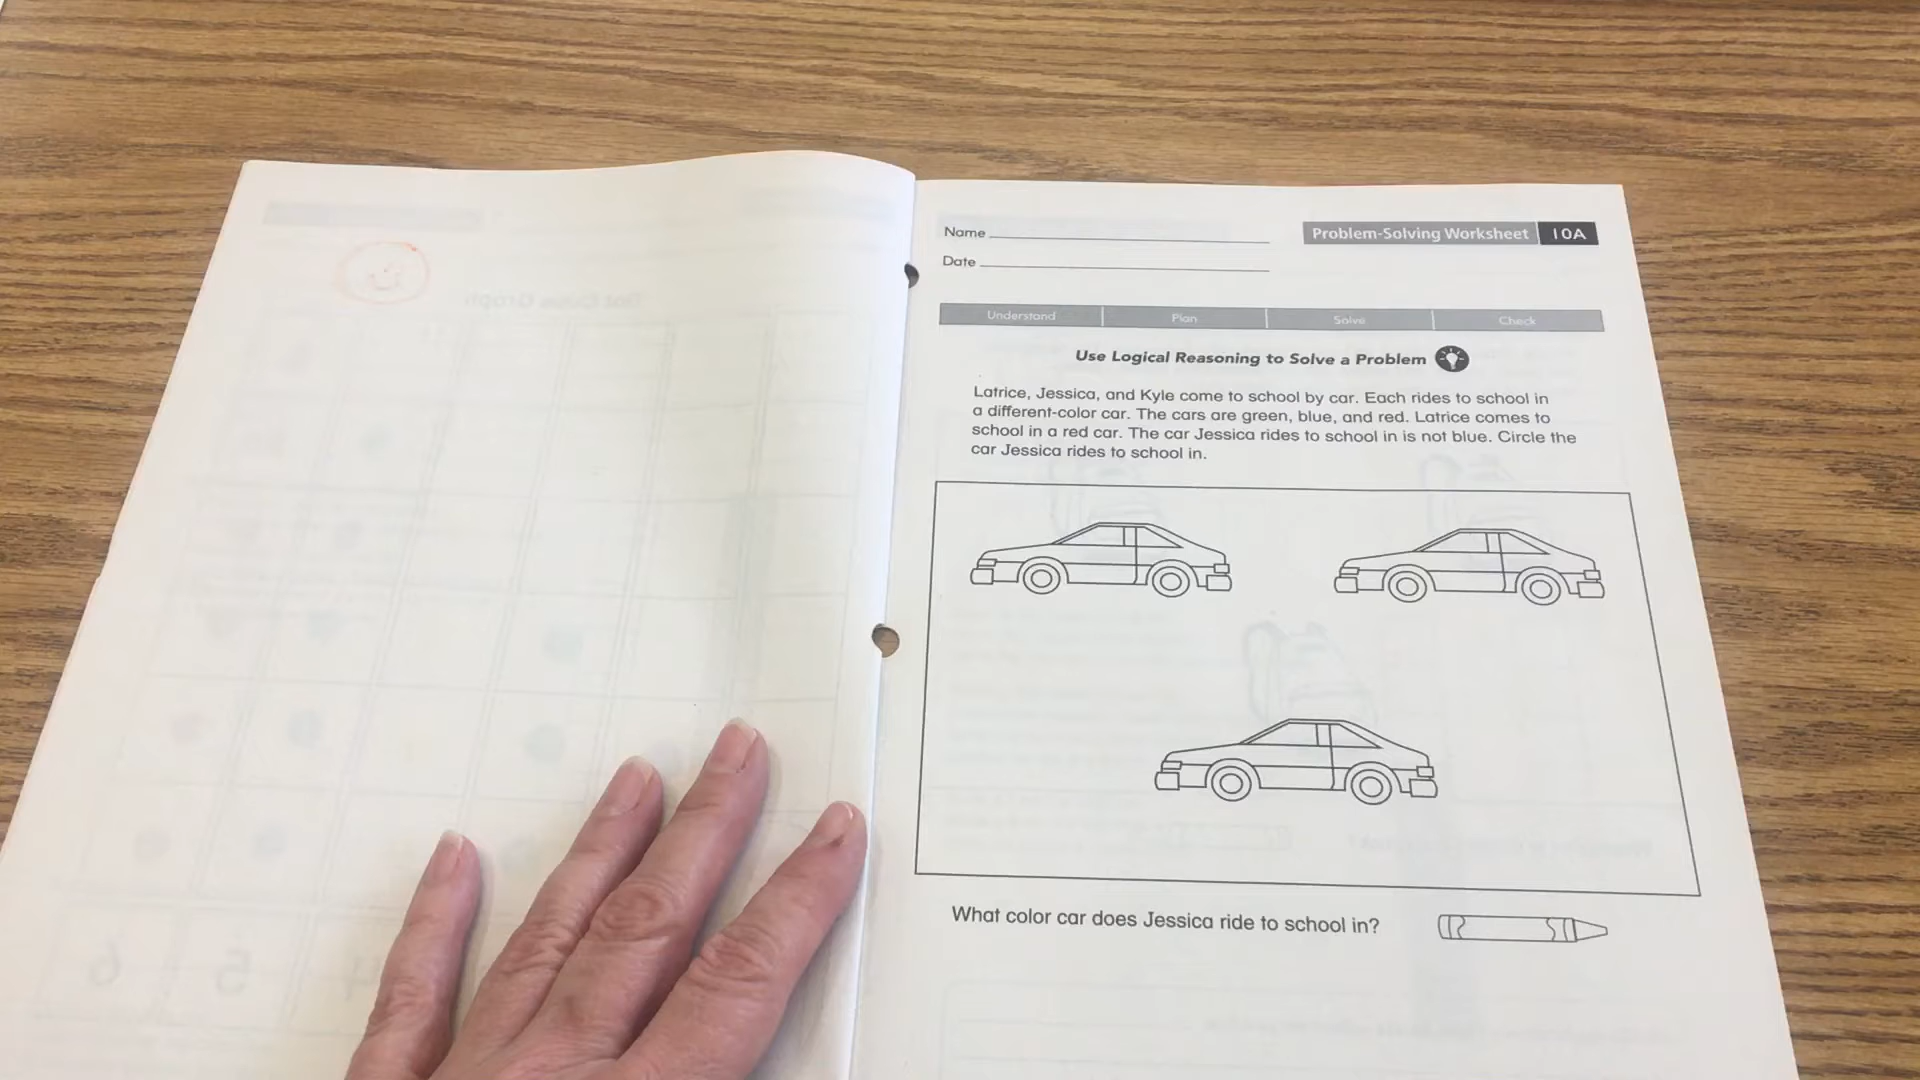 Name
Problem-Solving Worksheet 10A
Date
Understand Plan Solve Check
Use Logical Reasoning to Solve a Problem
Latrice, Jessica, and Kyle come to school by car. Each rides to school in
a different-color car. The cars are green, blue, and red. Latrice comes to
school in a red car. The car Jessica rides to school in is not blue. Circle the
car Jessica rides to school in.
What color car does Jessica ride to school in?